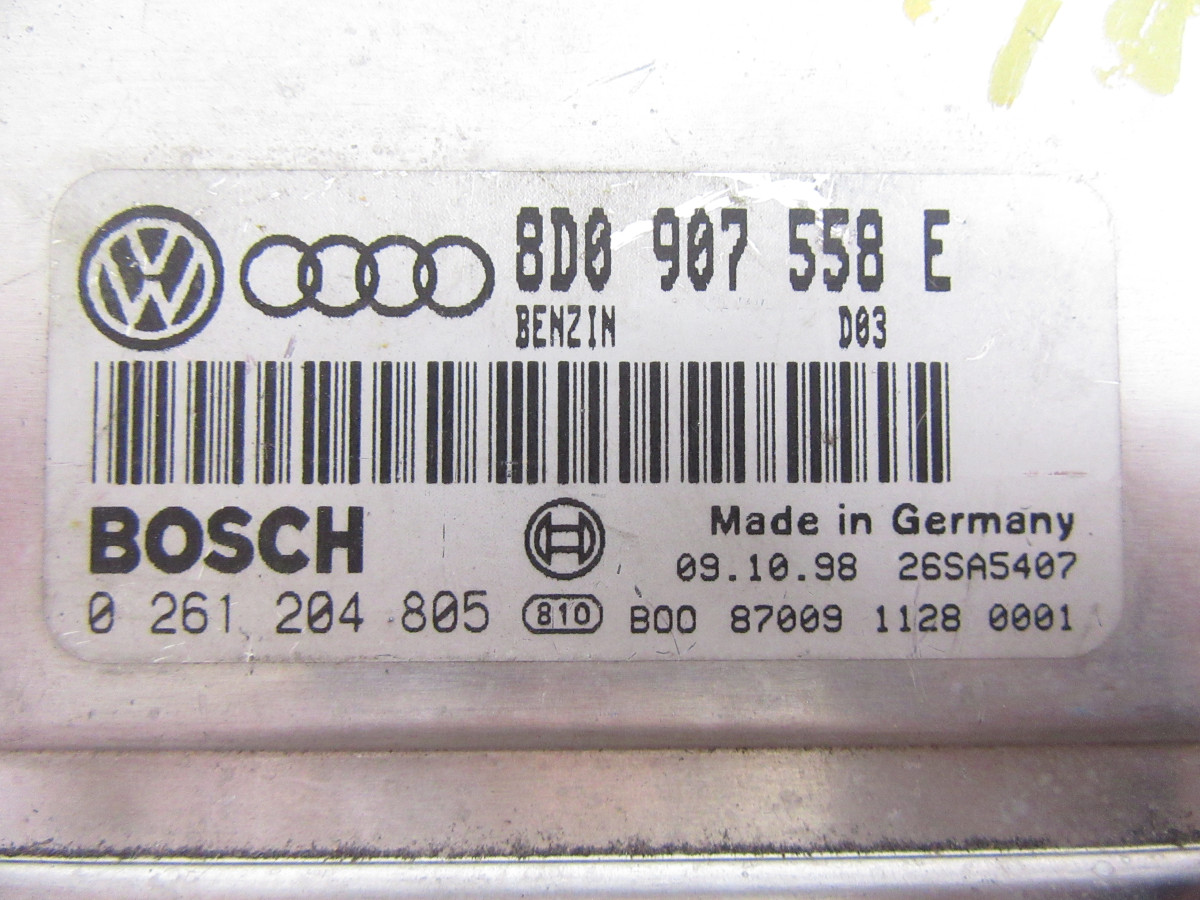 8D0 907 558 E
BENZIN D03
BOSCH
Made in Germany
09.10.98 26SA5407
0 261 204 805 810 B00 87009 1128 0001